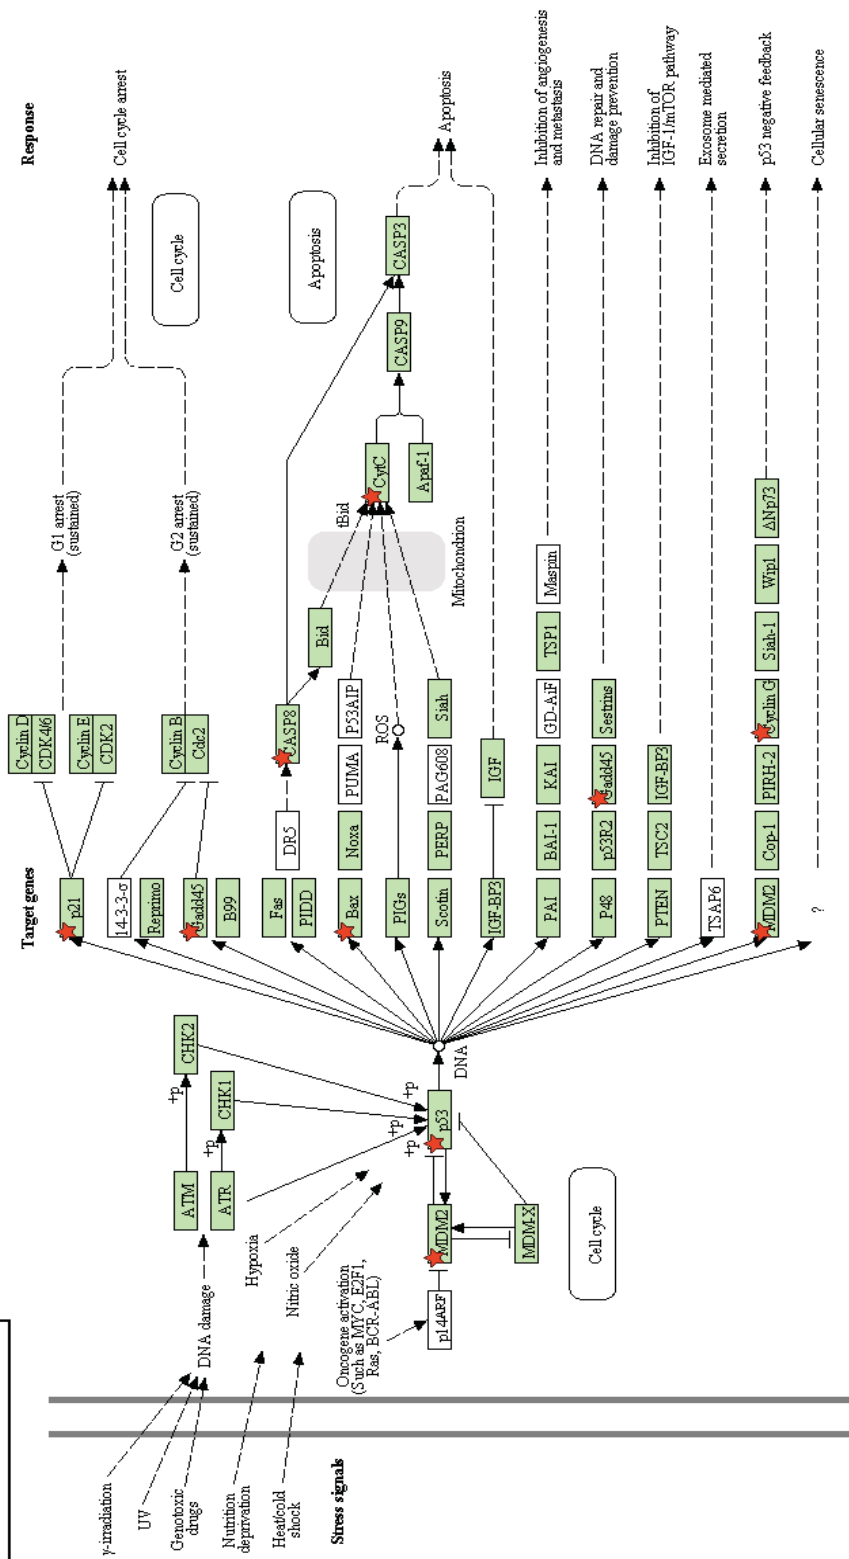 Stress signals
γ-irradiation
UV
Genotoxic
drugs
Nutrition
deprivation
Heat/cold
shock
DNA damage
Hypoxia
Nitric oxide
Oncogene activation
(Such as MYC, E2F1,
Ras, BCR-ABL)
p14ARF
ATM
ATR
+p
+p
CHK2
CHK1
MDM2
MDM-X
+p
+p
+p
p53
Cell cycle
DNA
Target genes
Response
p21
Cyclin D
CDK4/6
Cyclin E
CDK2
G1 arrest
(sustained)
14-3-3-σ
Reprimo
Gadd45
B99
Cyclin B
Cdc2
G2 arrest
(sustained)
Cell cycle arrest
Cell cycle
Fas
PIDD
DR5
CASP8
Bid
tBid
Apoptosis
Bax
Noxa
PUMA
P53AIP
PIGs
ROS
Scotin
PERP
PAG608
Siah
Mitochondrion
CytC
Apaf-1
CASP9
CASP3
Apoptosis
IGF-BP3
IGF
PAI
BAI-1
KAI
GD-AiF
TSP1
Maspin
Inhibition of angiogenesis
and metastasis
P48
p53R2
Gadd45
Sestrins
DNA repair and
damage prevention
PTEN
TSC2
IGF-BP3
Inhibition of
IGF-1/mTOR pathway
TSAP6
Exosome mediated
secretion
MDM2
Cop-1
PIRH-2
Cyclin G
Siah-1
Wip1
ΔNp73
p53 negative feedback
?
Cellular senescence